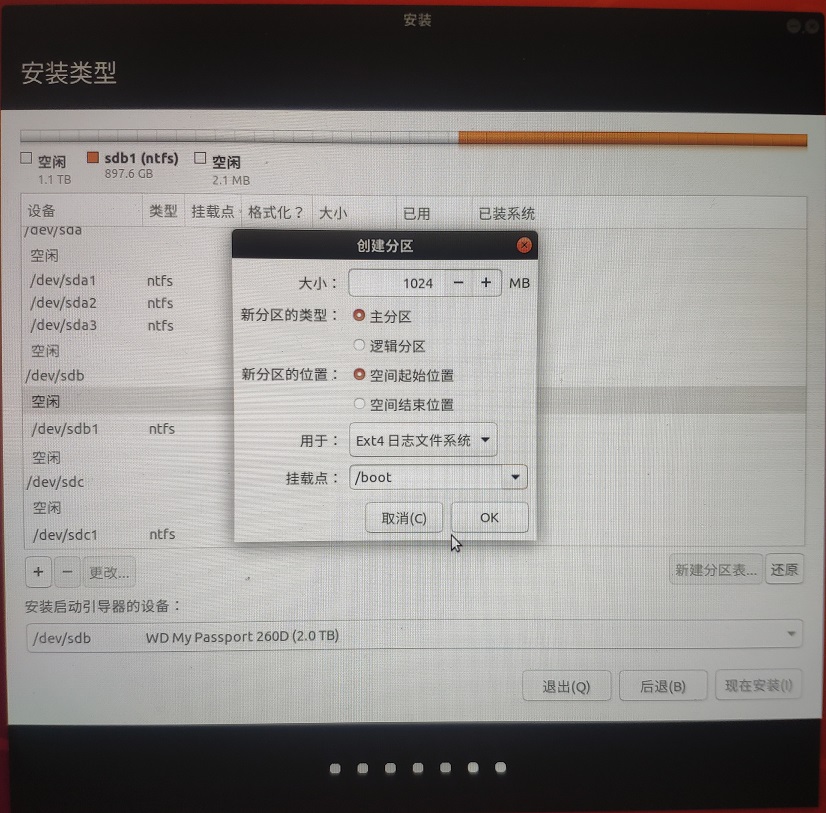 安装
安装类型
空闲 sdb1 (ntfs) 空闲
1.1 TB 897.6 GB 2.1 MB
设备 类型 挂载点 格式化？ 大小 已用 已装系统
/dev/sda
空闲
/dev/sda1 ntfs
/dev/sda2 ntfs
/dev/sda3 ntfs
空闲
/dev/sdb
空闲
/dev/sdb1 ntfs
空闲
/dev/sdc
空闲
/dev/sdc1 ntfs
创建分区
大小： 1024 − + MB
新分区的类型： 主分区
逻辑分区
新分区的位置： 空间起始位置
空间结束位置
用于： Ext4 日志文件系统
挂载点： /boot
取消(C) OK
+ − 更改... 新建分区表... 还原
安装启动引导器的设备：
/dev/sdb WD My Passport 260D (2.0 TB)
退出(Q) 后退(B) 现在安装(I)